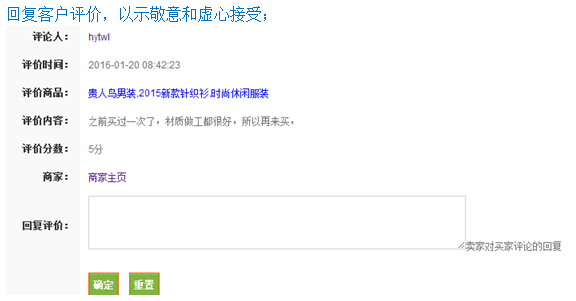 回复客户评价，以示敬意和虚心接受；
评论人： hytwl
评价时间： 2016-01-20 08:42:23
评价商品： 贵人鸟男装,2015新款针织衫,时尚休闲服装
评价内容： 之前买过一次了，材质做工都很好，所以再来买，
评价分数： 5分
商家： 商家主页
回复评价： 卖家对买家评论的回复
确定 重置